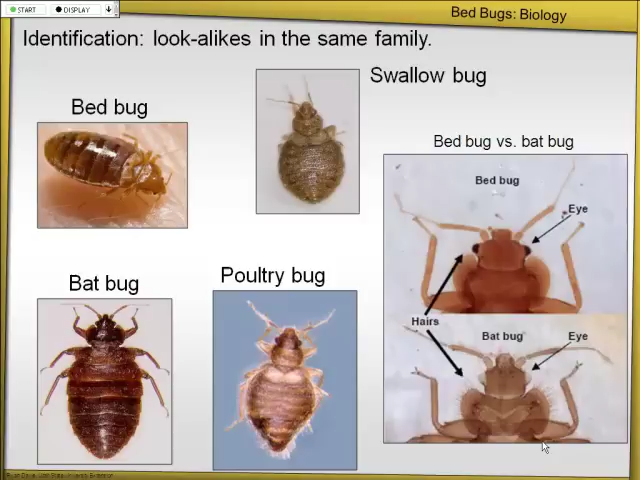 START
DISPLAY
Bed Bugs: Biology
Identification: look-alikes in the same family.
Swallow bug
Bed bug
Bed bug vs. bat bug
Bed bug
Eye
Bat bug
Poultry bug
Hairs
Bat bug
Eye